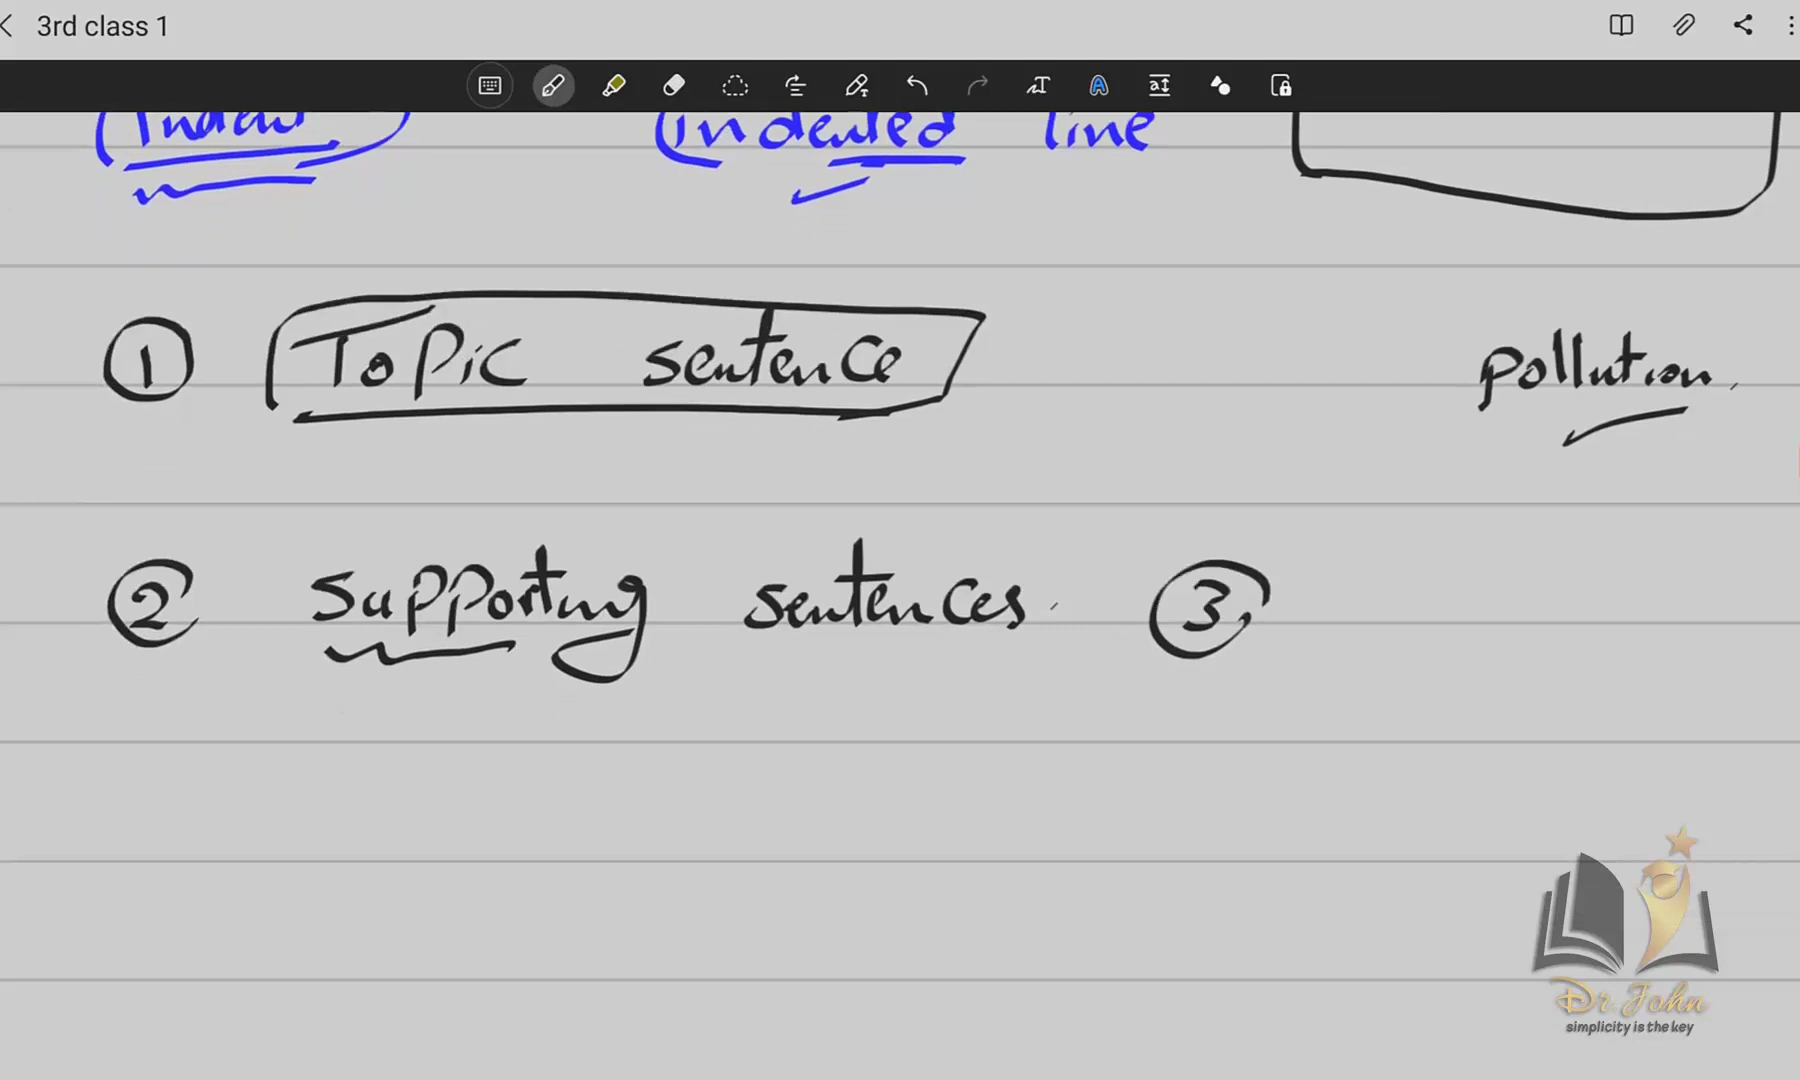 3rd class 1
(Indent) (indented line
① Topic sentence pollution.
② supporting sentences. ③
Dr. John
simplicity is the key